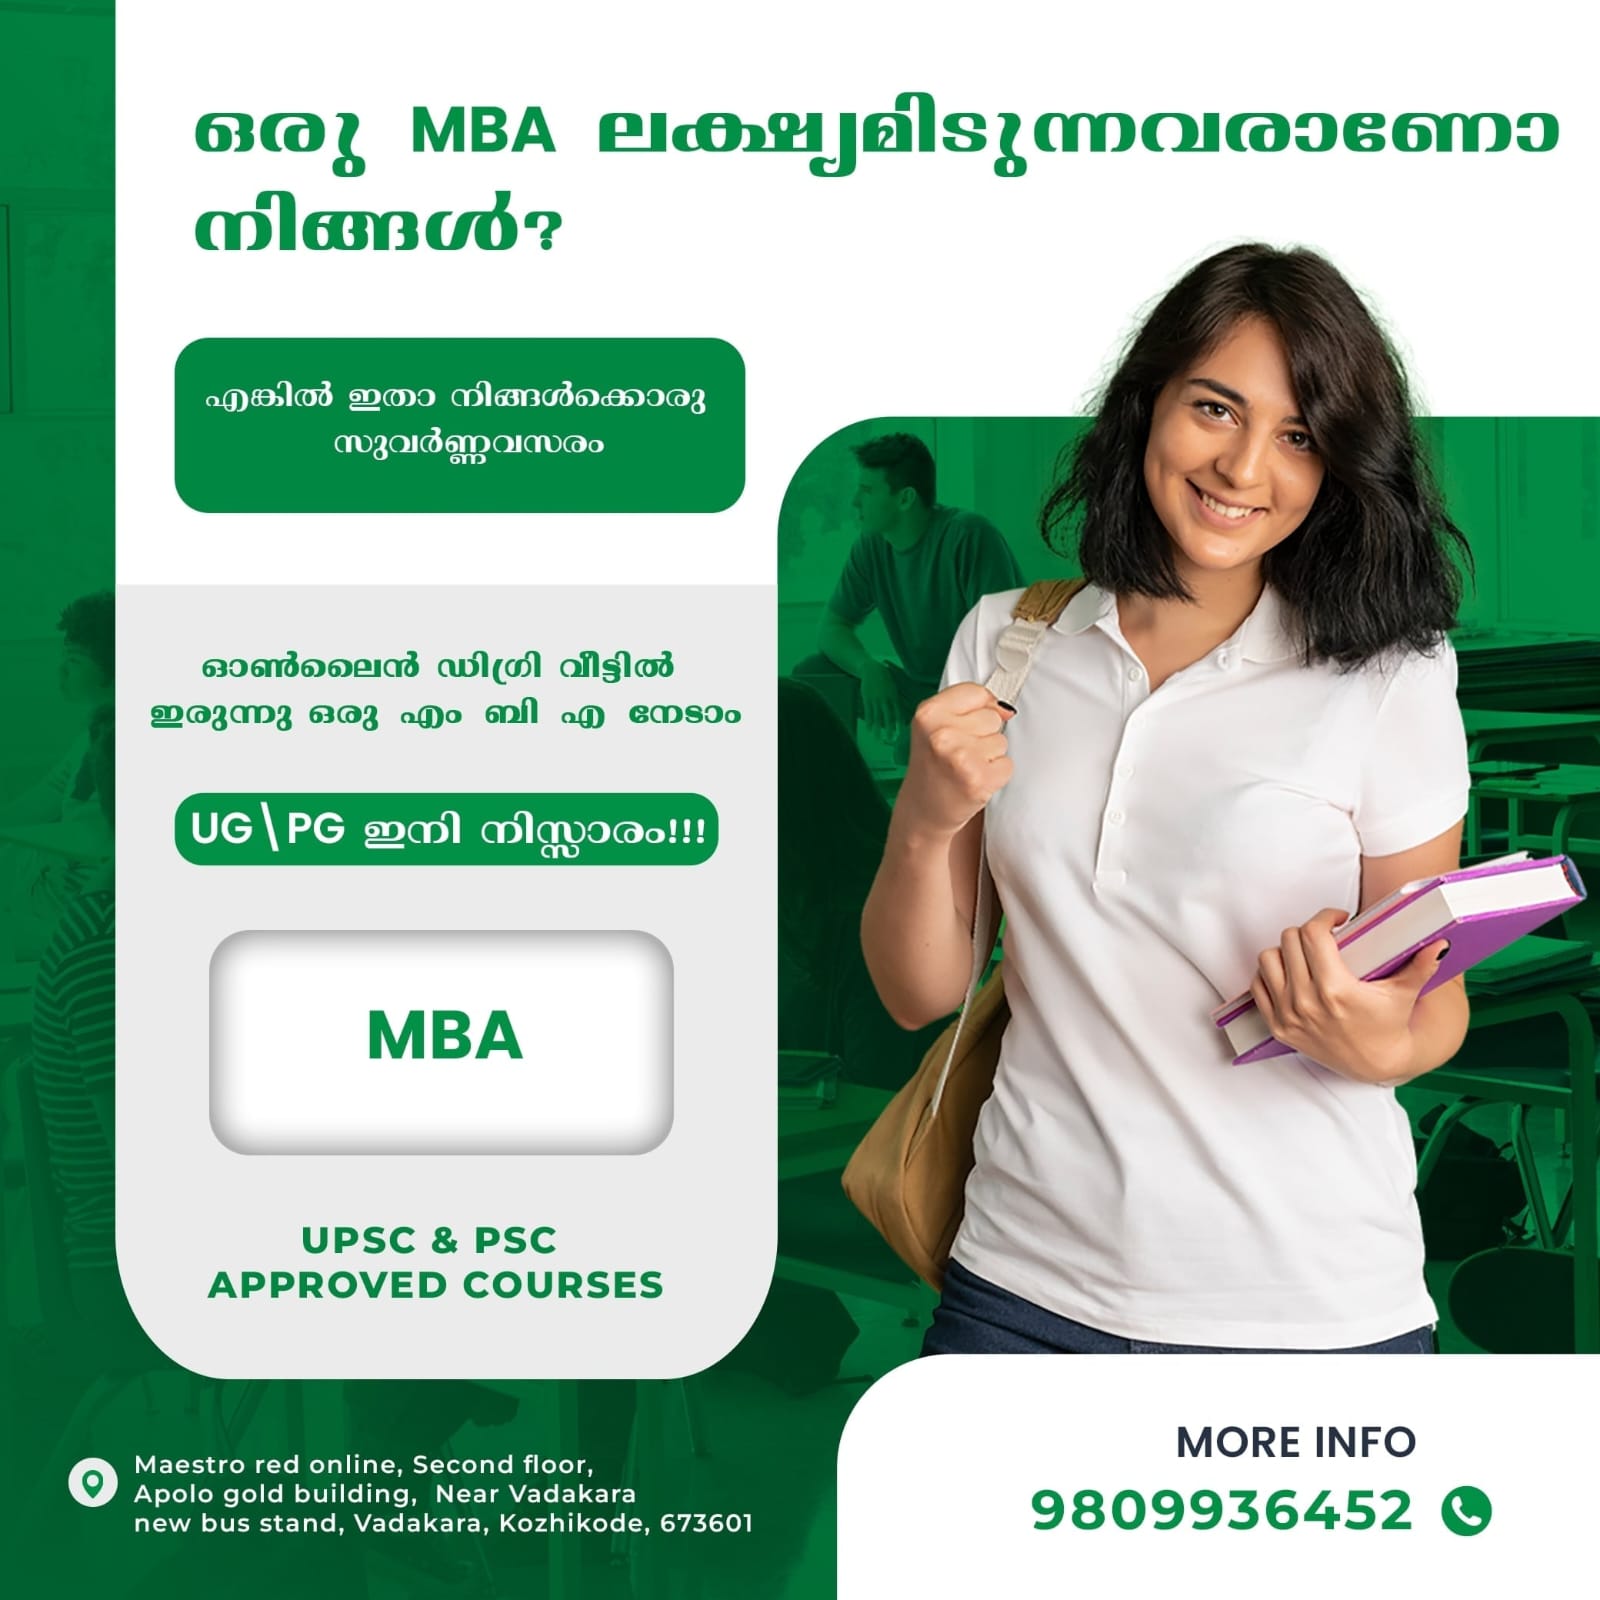 ഒരു MBA ലക്ഷ്യമിടുന്നവരാണോ
നിങ്ങൾ?
എങ്കിൽ ഇതാ നിങ്ങൾക്കൊരു
സുവർണ്ണവസരം
ഓൺലൈൻ ഡിഗ്രി വീട്ടിൽ
ഇരുന്നു ഒരു എം ബി എ നേടാം
UG\PG ഇനി നിസ്സാരം!!!
MBA
UPSC & PSC
APPROVED COURSES
Maestro red online, Second floor,
Apolo gold building, Near Vadakara
new bus stand, Vadakara, Kozhikode, 673601
MORE INFO
9809936452